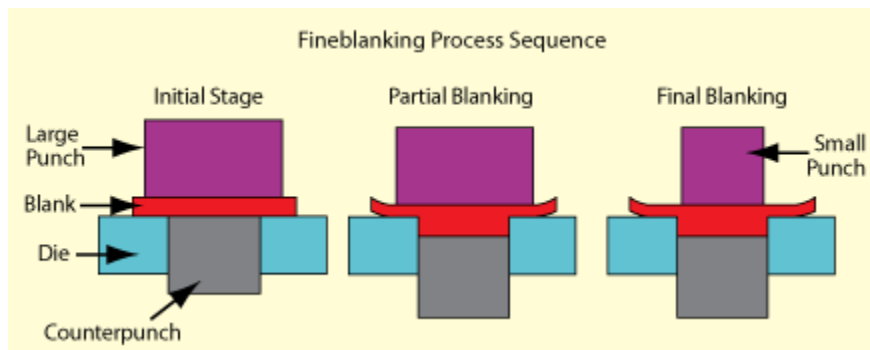 Fineblanking Process Sequence
Initial Stage
Partial Blanking
Final Blanking
Large
Punch
Small
Punch
Blank
Die
Counterpunch